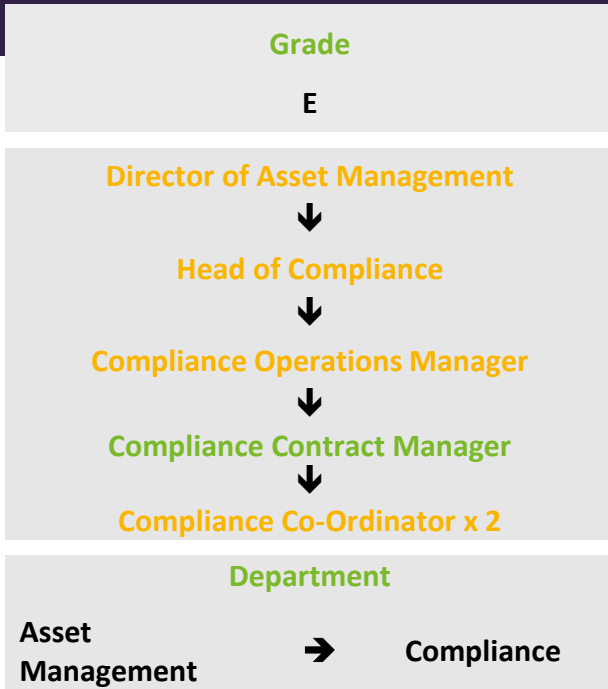 Grade
E
Director of Asset Management
🡻
Head of Compliance
🡻
Compliance Operations Manager
🡻
Compliance Contract Manager
🡻
Compliance Co-Ordinator x 2
Department
Asset Management ➔ Compliance